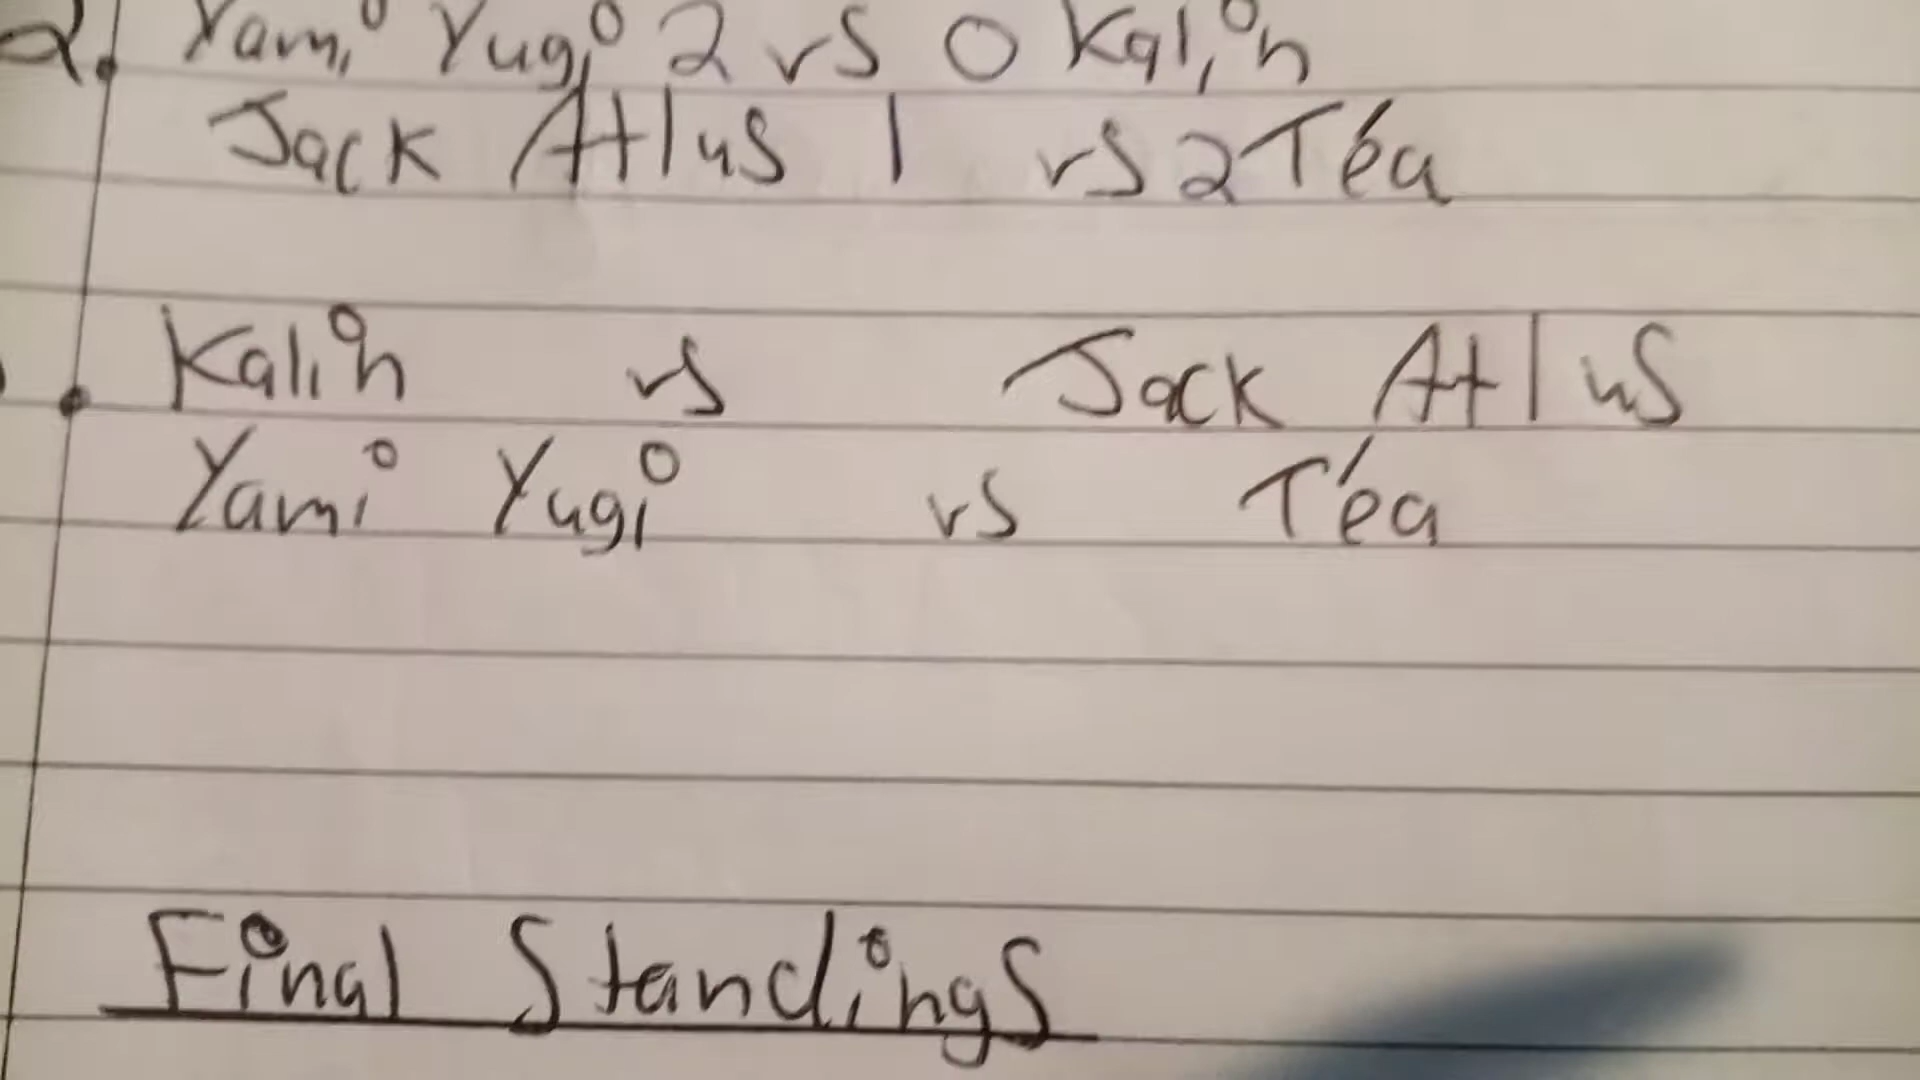 2. Yami Yugi 2 vs 0 Kalin
Jack Atlus 1 vs 2 Téa
Kalin vs Jack Atlus
Yami Yugi vs Téa
Final Standings